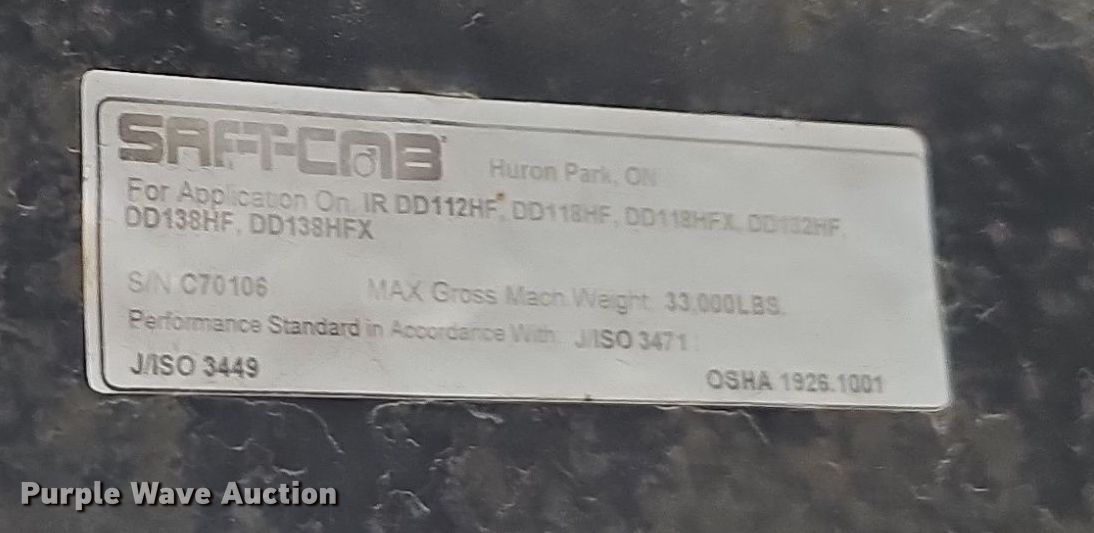 SAFT-CAB
Huron Park, ON
For Application On IR DD112HF, DD118HF, DD118HFX, DD132HF,
DD138HF, DD138HFX
S/N C70106 MAX Gross Mach. Weight 33,000LBS.
Performance Standard in Accordance With J/ISO 3471
J/ISO 3449
OSHA 1926.1001
Purple Wave Auction